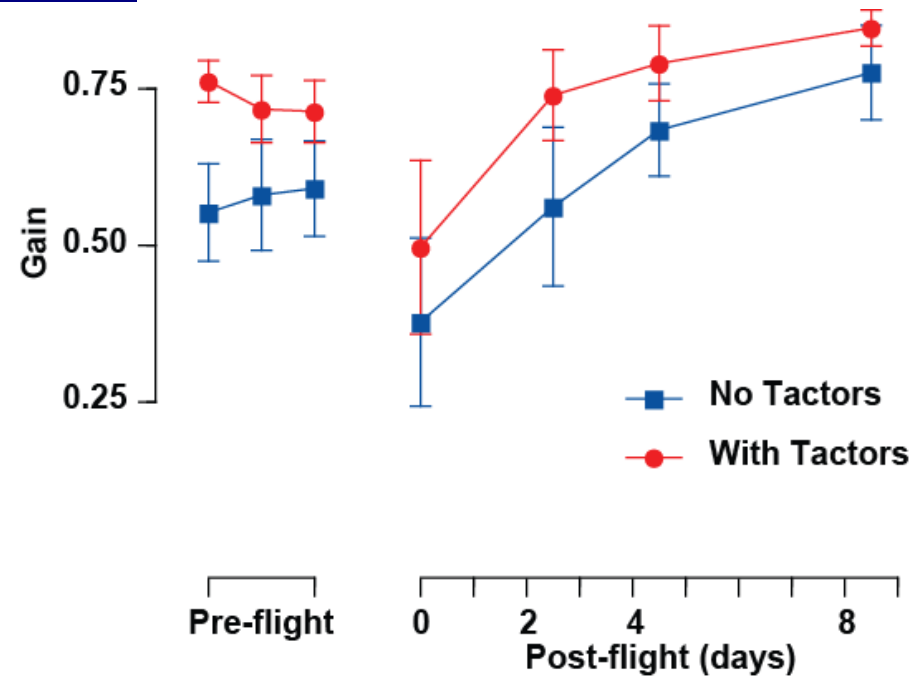 0.75
0.50
0.25
Gain
No Tactors
With Tactors
Pre-flight
0 2 4 8
Post-flight (days)